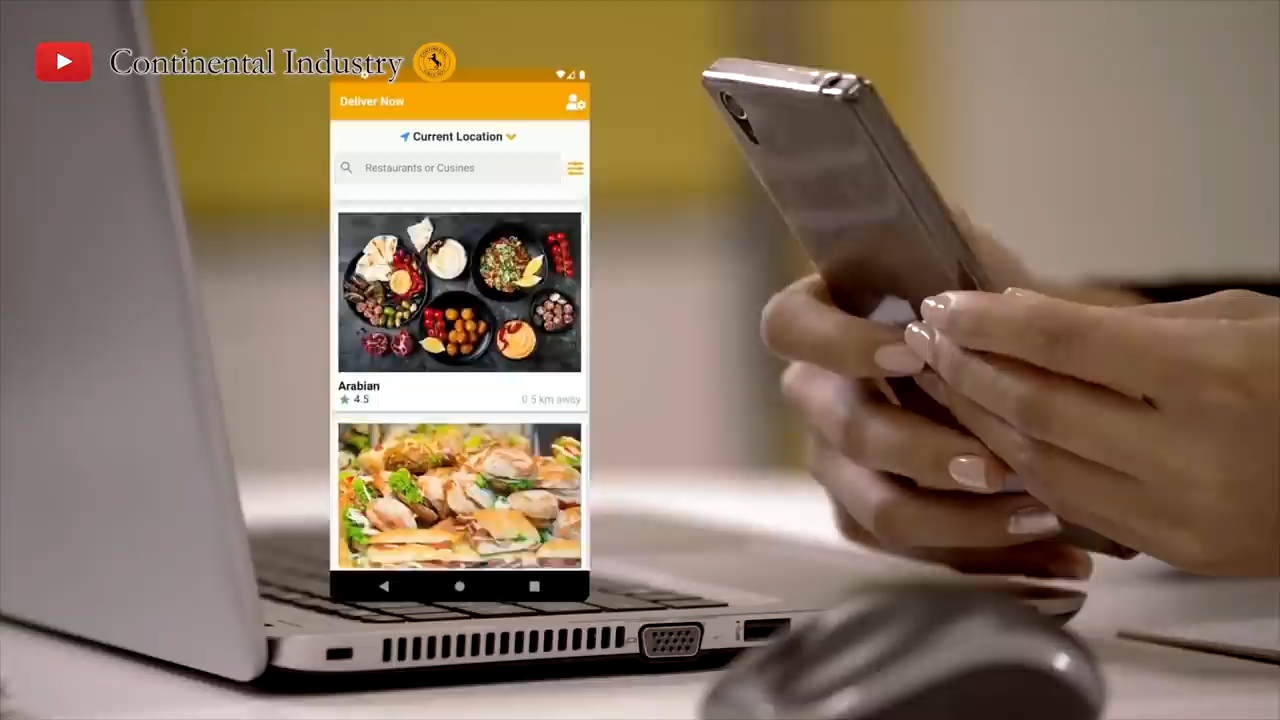 Continental Industry
Deliver Now
Current Location
Restaurants or Cusines
Arabian
4.5
0.5 km away